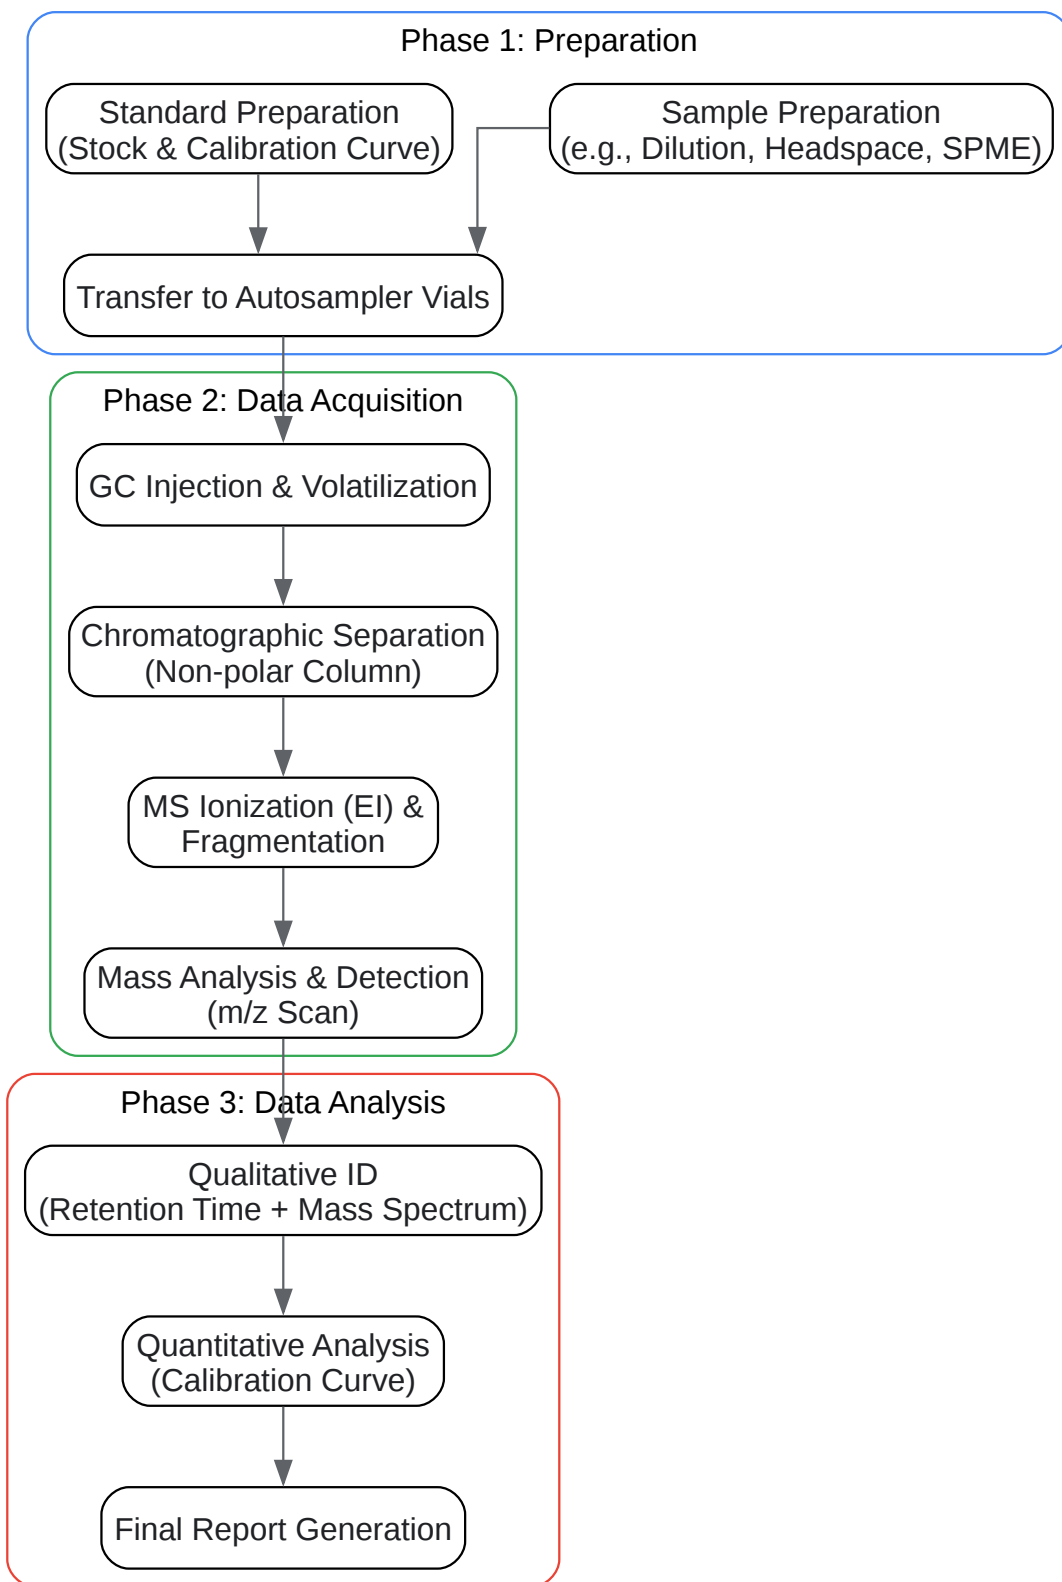 Phase 1: Preparation
Standard Preparation
(Stock & Calibration Curve)
Sample Preparation
(e.g., Dilution, Headspace, SPME)
Transfer to Autosampler Vials
Phase 2: Data Acquisition
GC Injection & Volatilization
Chromatographic Separation
(Non-polar Column)
MS Ionization (EI) &
Fragmentation
Mass Analysis & Detection
(m/z Scan)
Phase 3: Data Analysis
Qualitative ID
(Retention Time + Mass Spectrum)
Quantitative Analysis
(Calibration Curve)
Final Report Generation